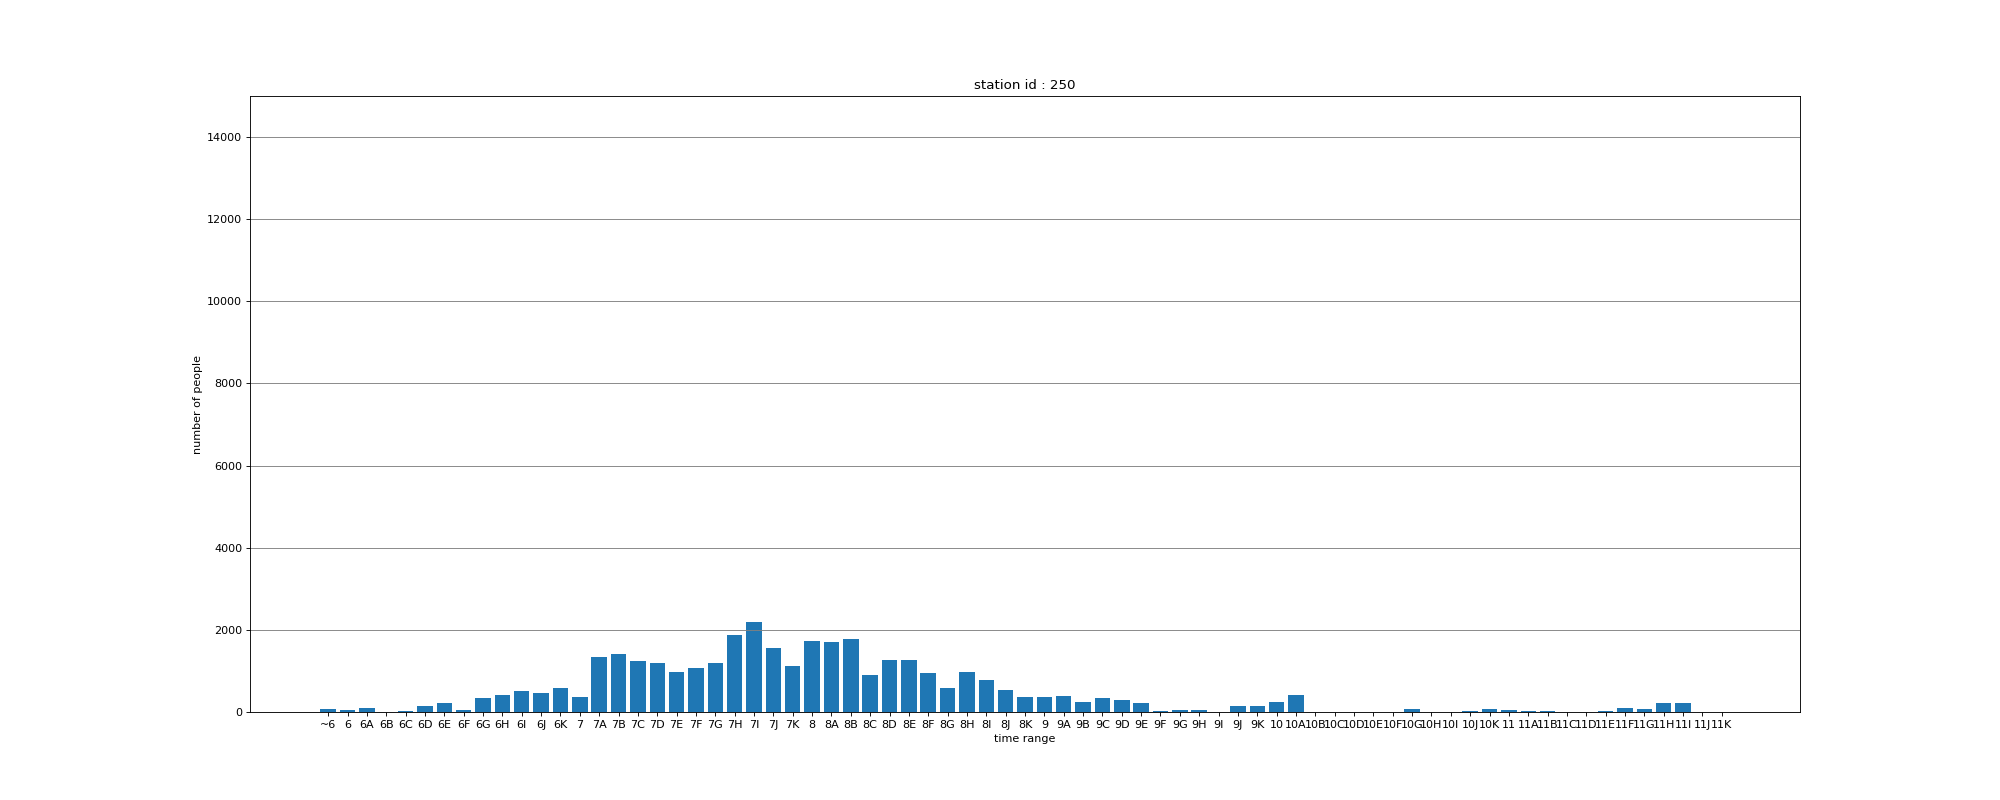 station id : 250
14000
12000
10000
8000
6000
4000
2000
0
number of people
~6 6 6A 6B 6C 6D 6E 6F 6G 6H 6I 6J 6K 7 7A 7B 7C 7D 7E 7F 7G 7H 7I 7J 7K 8 8A 8B 8C 8D 8E 8F 8G 8H 8I 8J 8K 9 9A 9B 9C 9D 9E 9F 9G 9H 9I 9J 9K 10 10A 10B 10C 10D 10E 10F 10G 10H 10I 10J 10K 11 11A 11B 11C 11D 11E 11F 11G 11H 11I 11J 11K
time range